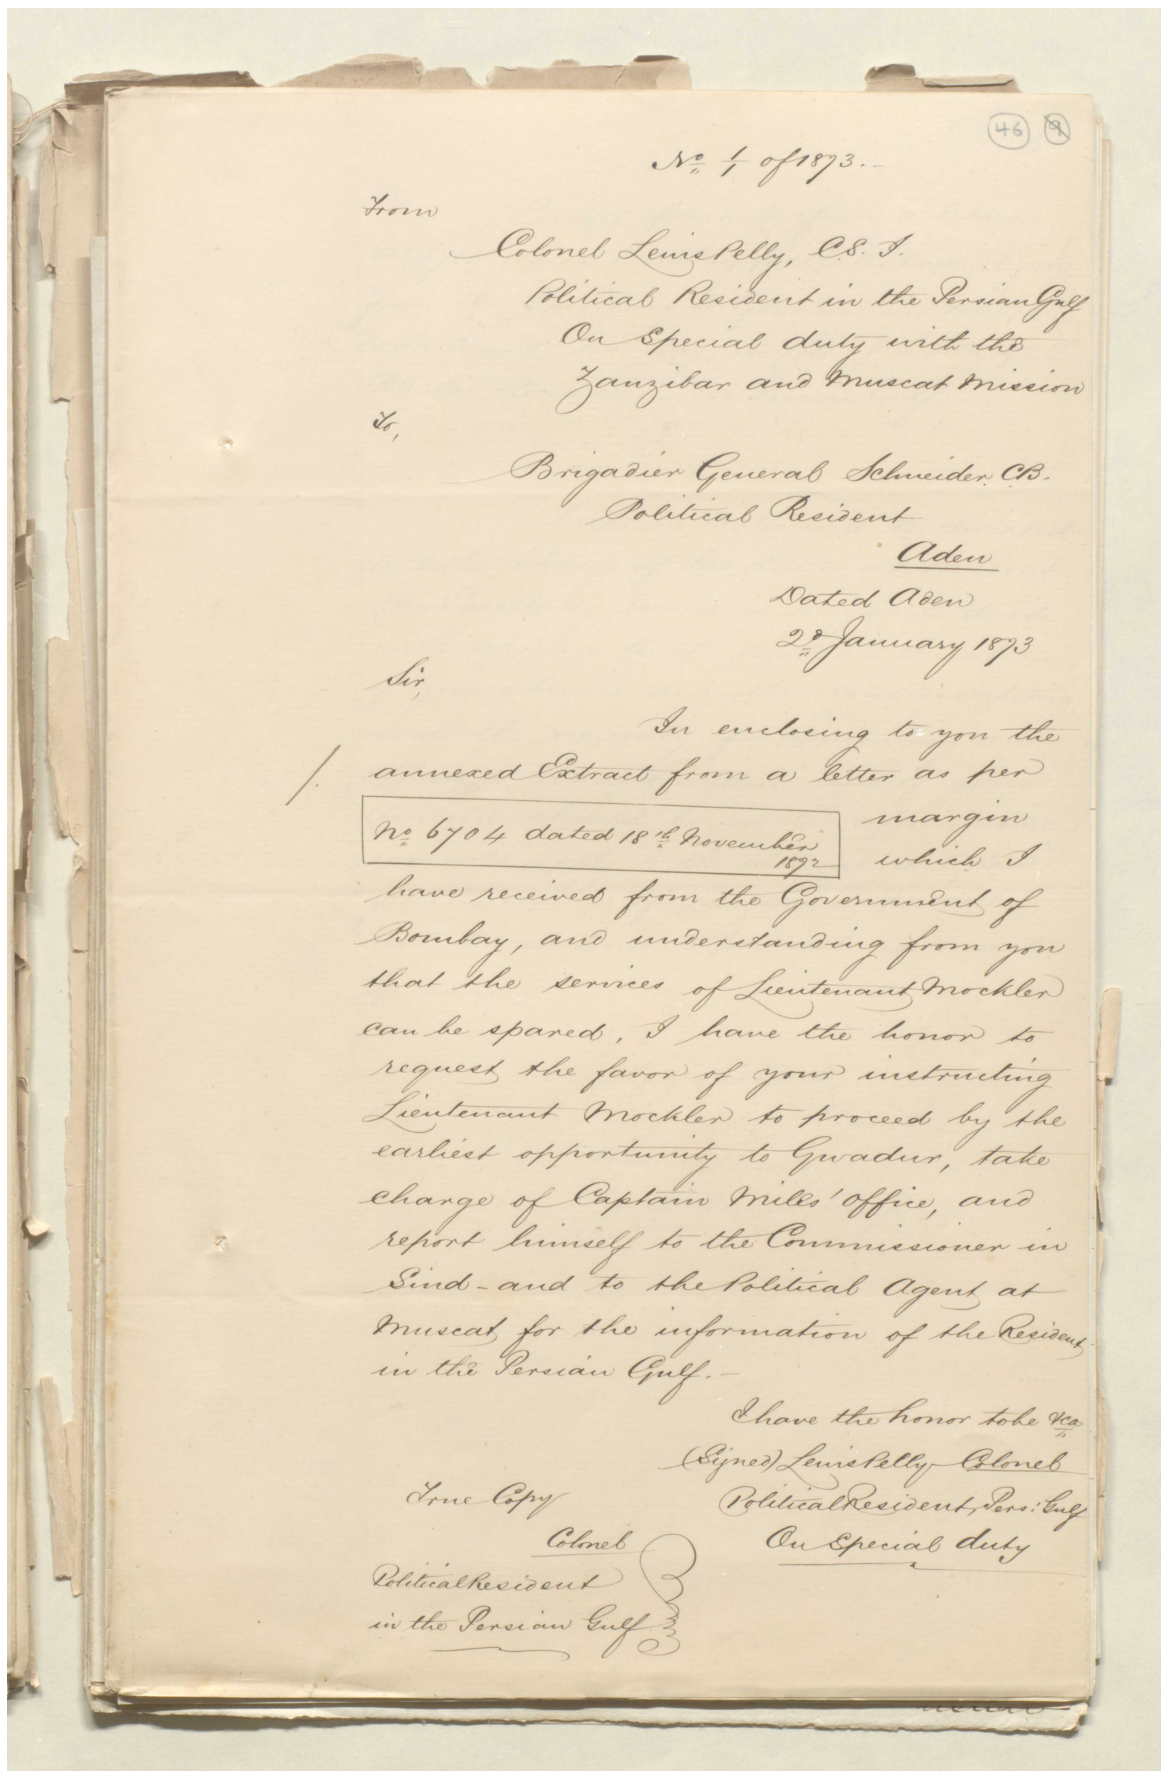 46 9
No 1/1 of 1873.-
From
Colonel Lewis Pelly, C.S.I.
Political Resident in the Persian Gulf
On Special duty with the
Zanzibar and Muscat Mission
To,
Brigadier General Schneider, CB.
Political Resident
Aden
Dated Aden
2d January 1873
Sir,
In enclosing to you the
/. annexed Extract from a letter as per
margin
No 6704 dated 18th November
1872
which I
have received from the Government of
Bombay, and understanding from you
that the services of Lieutenant Mockler
can be spared, I have the honor to
request the favor of your instructing
Lieutenant Mockler to proceed by the
earliest opportunity to Gwadur, take
charge of Captain Miles' office, and
report himself to the Commissioner in
Sind - and to the Political Agent at
Muscat for the information of the Resident
in the Persian Gulf.-
I have the honor to be &ca
(Signed) Lewis Pelly Colonel
Political Resident, Pers: Gulf
On Special duty
True Copy
Colonel
Political Resident
in the Persian Gulf